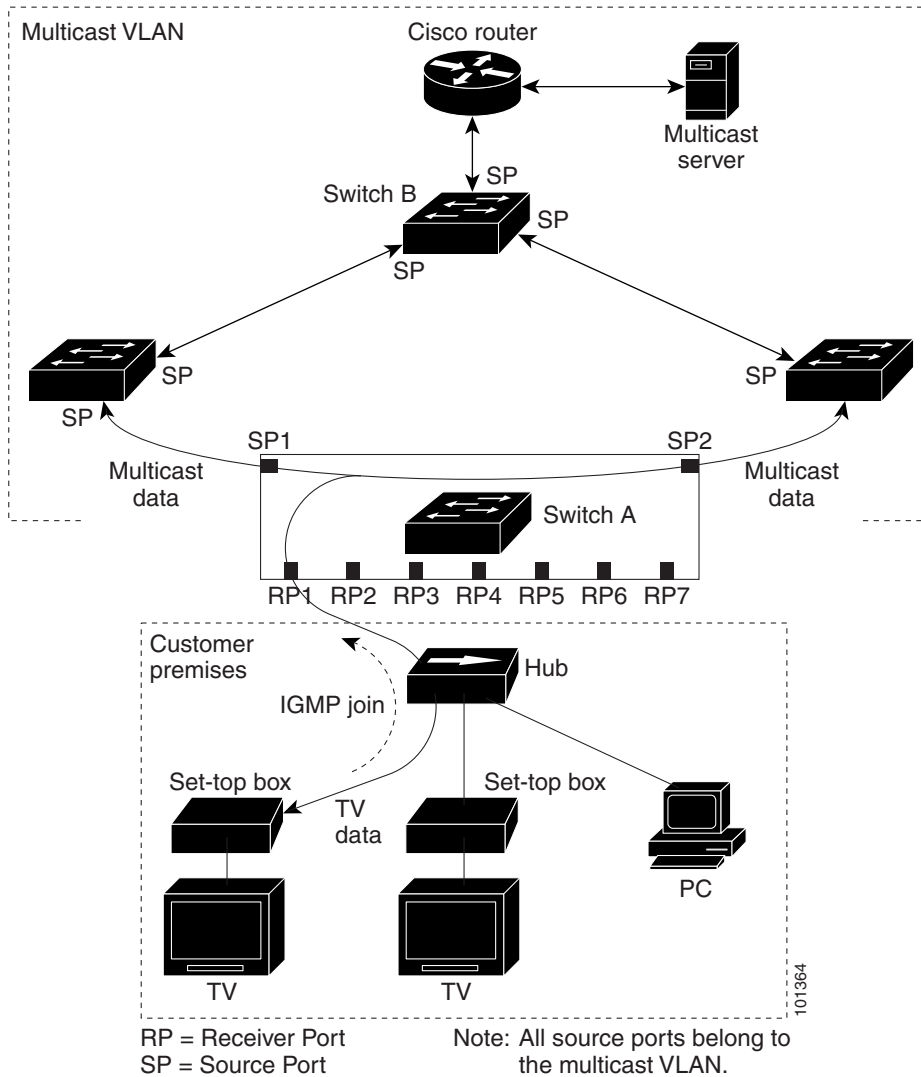 Multicast VLAN
Cisco router
Multicast
server
SP
Switch B
SP
SP
SP
SP
SP
SP1
SP2
Multicast
data
Multicast
data
Switch A
RP1 RP2 RP3 RP4 RP5 RP6 RP7
Customer
premises
Hub
IGMP join
Set-top box
Set-top box
TV
data
PC
TV
TV
101364
RP = Receiver Port
SP = Source Port
Note: All source ports belong to
the multicast VLAN.